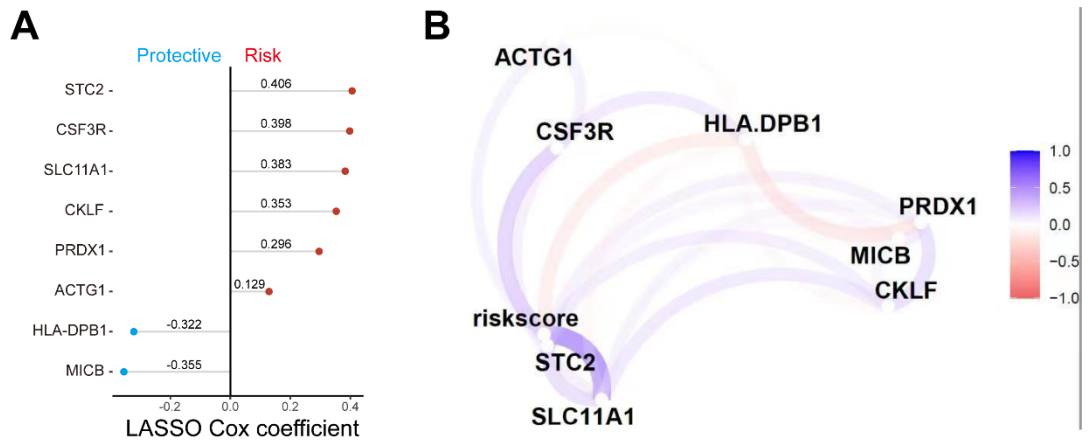 A
Protective Risk
STC2
0.406
CSF3R
0.398
SLC11A1
0.383
CKLF
0.353
PRDX1
0.296
ACTG1
0.129
HLA-DPB1
-0.322
MICB
-0.355
-0.2 0.0 0.2 0.4
LASSO Cox coefficient
B
ACTG1
CSF3R
HLA.DPB1
PRDX1
MICB
CKLF
riskscore
STC2
SLC11A1
1.0
0.5
0.0
−0.5
−1.0